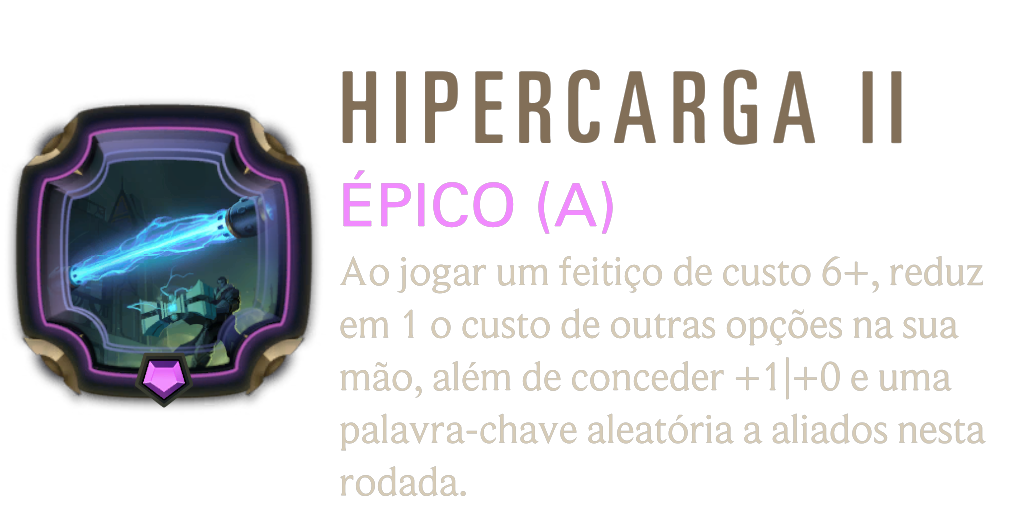 HIPERCARGA II
ÉPICO (A)
Ao jogar um feitiço de custo 6+, reduz
em 1 o custo de outras opções na sua
mão, além de conceder +1|+0 e uma
palavra-chave aleatória a aliados nesta
rodada.